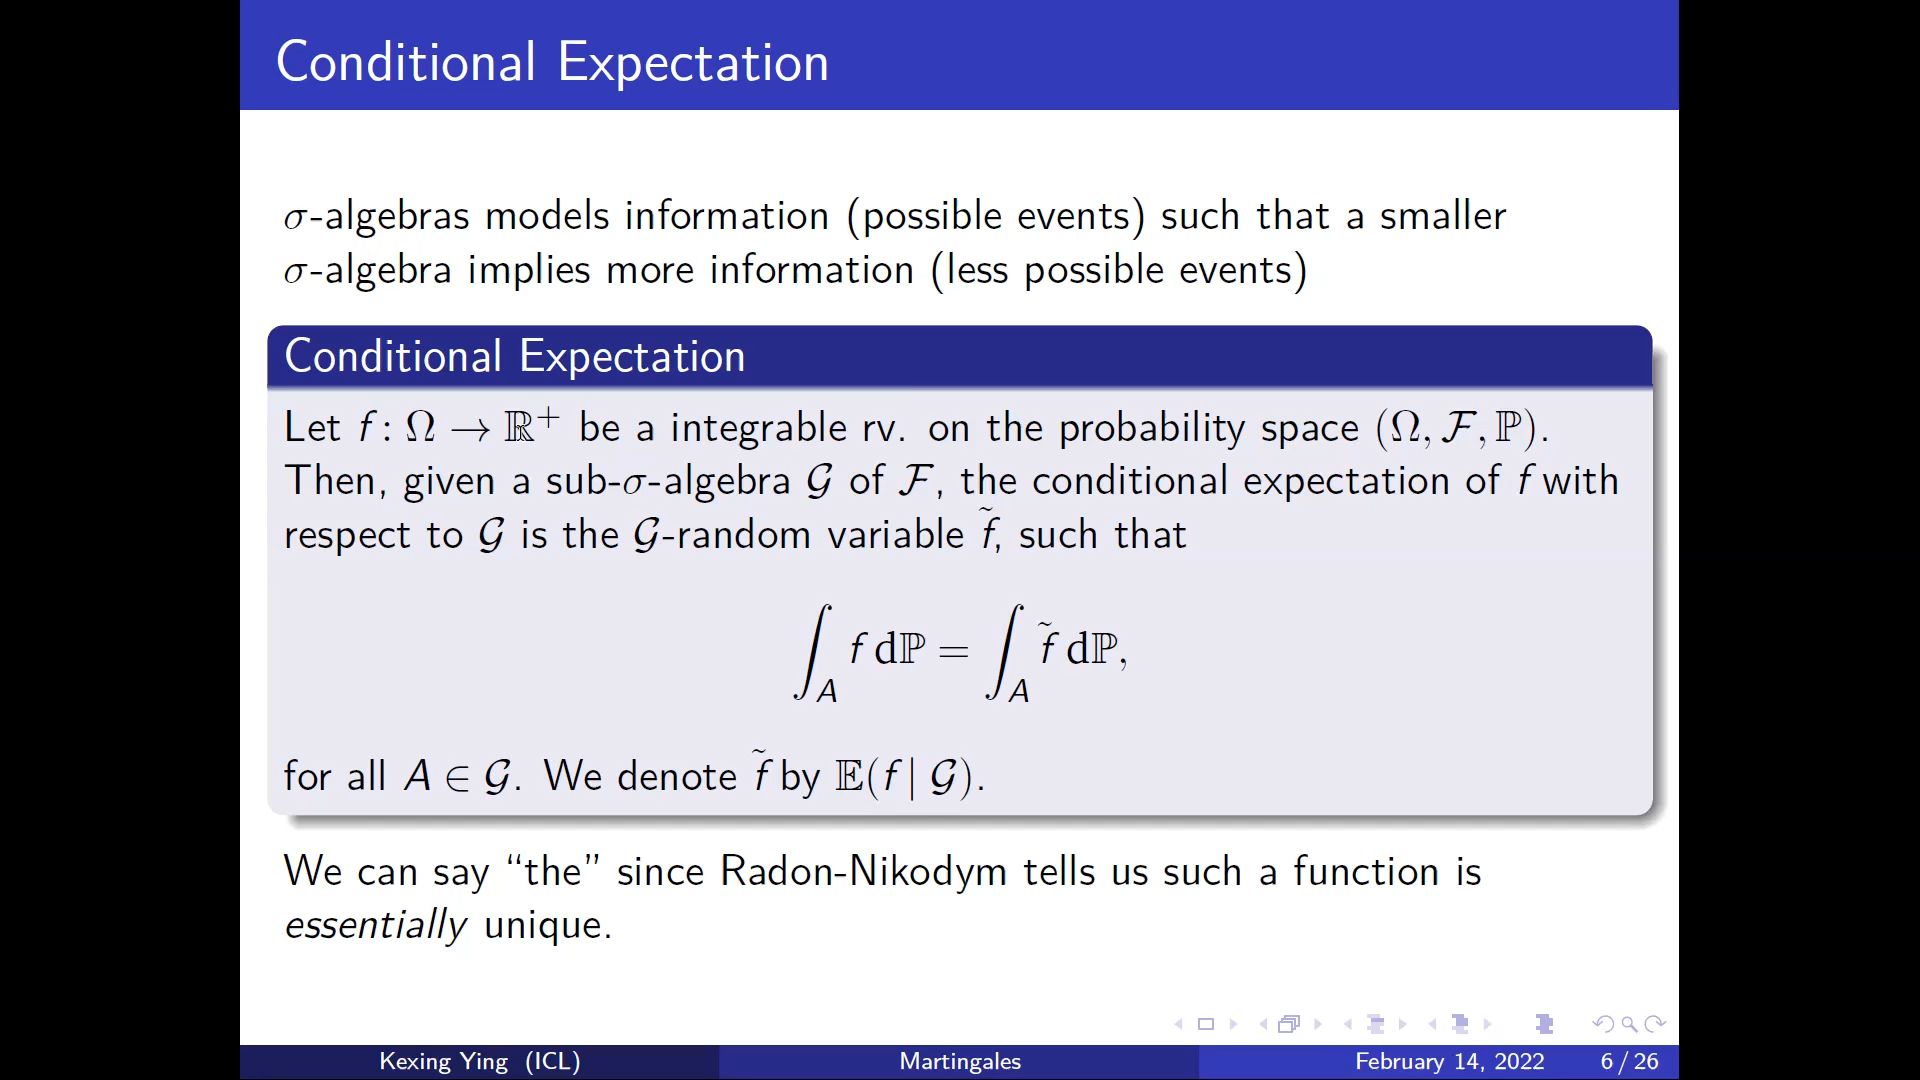 Conditional Expectation
σ-algebras models information (possible events) such that a smaller
σ-algebra implies more information (less possible events)
Conditional Expectation
Let f : Ω → ℝ⁺ be a integrable rv. on the probability space (Ω, ℱ, ℙ).
Then, given a sub-σ-algebra 𝒢 of ℱ, the conditional expectation of f with
respect to 𝒢 is the 𝒢-random variable f̃, such that
∫_A f dℙ = ∫_A f̃ dℙ,
for all A ∈ 𝒢. We denote f̃ by 𝔼(f | 𝒢).
We can say “the” since Radon-Nikodym tells us such a function is
essentially unique.
Kexing Ying (ICL) Martingales February 14, 2022 6 / 26